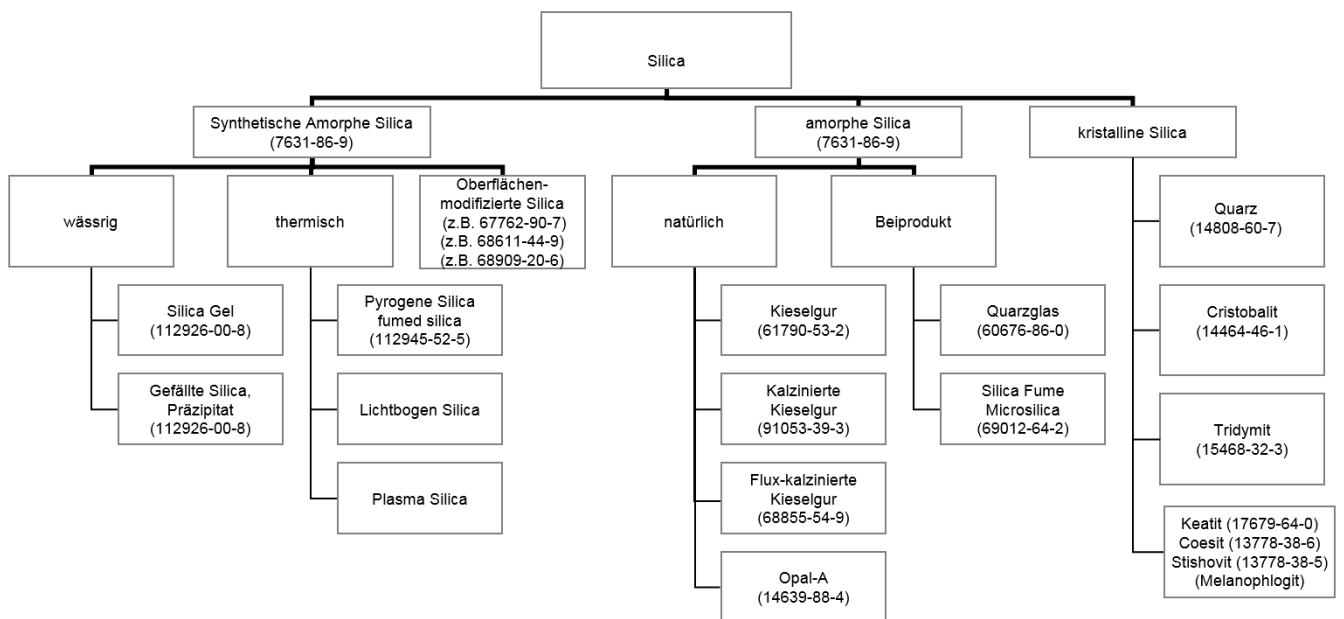 Silica
Synthetische Amorphe Silica
(7631-86-9)
amorphe Silica
(7631-86-9)
kristalline Silica
wässrig
thermisch
Oberflächen-
modifizierte Silica
(z.B. 67762-90-7)
(z.B. 68611-44-9)
(z.B. 68909-20-6)
natürlich
Beiprodukt
Quarz
(14808-60-7)
Silica Gel
(112926-00-8)
Pyrogene Silica
fumed silica
(112945-52-5)
Kieselgur
(61790-53-2)
Quarzglas
(60676-86-0)
Cristobalit
(14464-46-1)
Gefällte Silica,
Präzipitat
(112926-00-8)
Lichtbogen Silica
Kalzinierte
Kieselgur
(91053-39-3)
Silica Fume
Microsilica
(69012-64-2)
Tridymit
(15468-32-3)
Plasma Silica
Flux-kalzinierte
Kieselgur
(68855-54-9)
Keatit (17679-64-0)
Coesit (13778-38-6)
Stishovit (13778-38-5)
(Melanophlogit)
Opal-A
(14639-88-4)